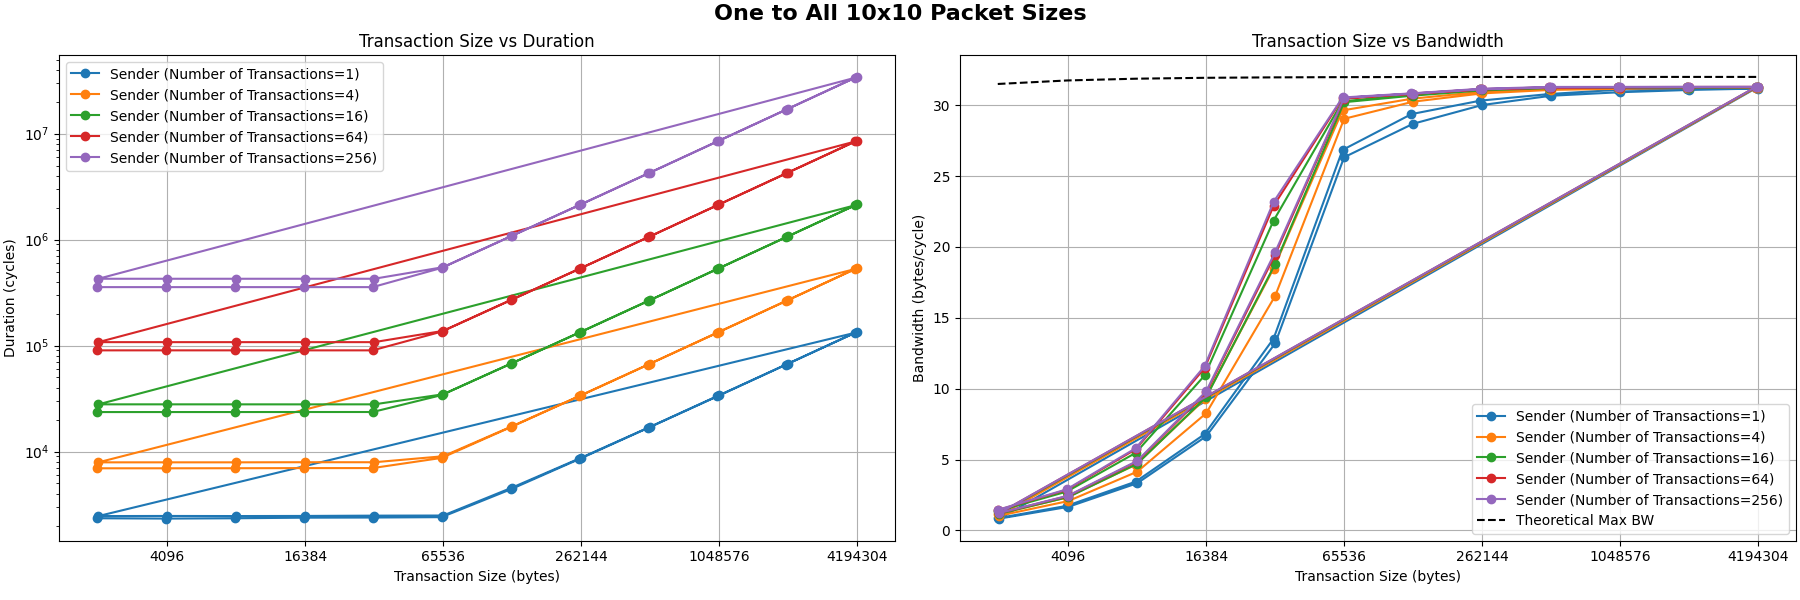 One to All 10x10 Packet Sizes
Transaction Size vs Duration
Duration (cycles)
10^7
10^6
10^5
10^4
Sender (Number of Transactions=1)
Sender (Number of Transactions=4)
Sender (Number of Transactions=16)
Sender (Number of Transactions=64)
Sender (Number of Transactions=256)
4096 16384 65536 262144 1048576 4194304
Transaction Size (bytes)
Transaction Size vs Bandwidth
Bandwidth (bytes/cycle)
30
25
20
15
10
5
0
Sender (Number of Transactions=1)
Sender (Number of Transactions=4)
Sender (Number of Transactions=16)
Sender (Number of Transactions=64)
Sender (Number of Transactions=256)
Theoretical Max BW
4096 16384 65536 262144 1048576 4194304
Transaction Size (bytes)